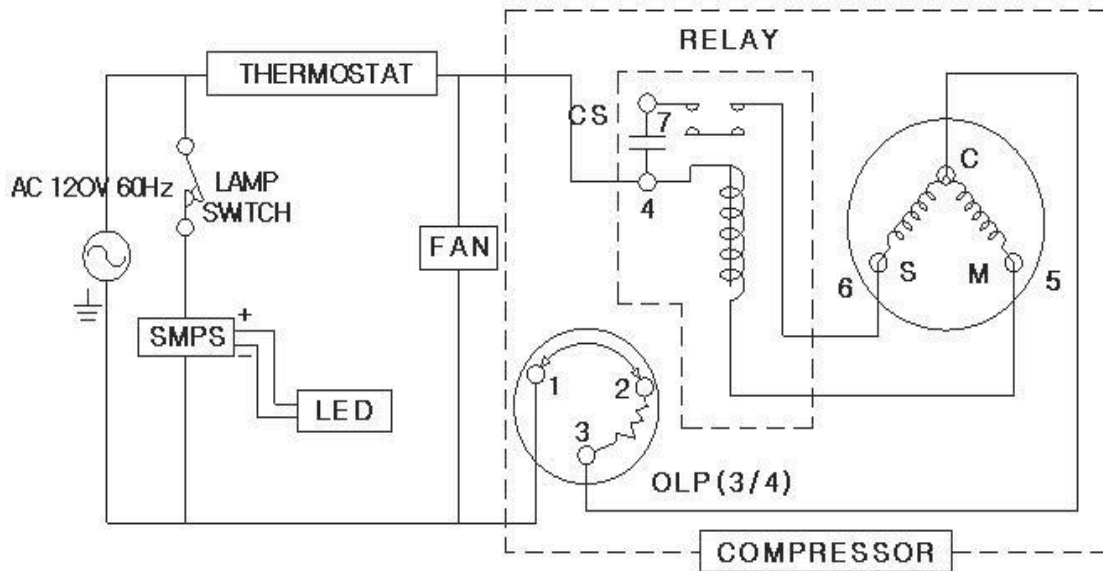 RELAY
THERMOSTAT
CS
7
C
AC 120V 60Hz
LAMP
SWITCH
4
FAN
6
S
M
5
SMPS
+
-
1
2
LED
3
OLP(3/4)
COMPRESSOR